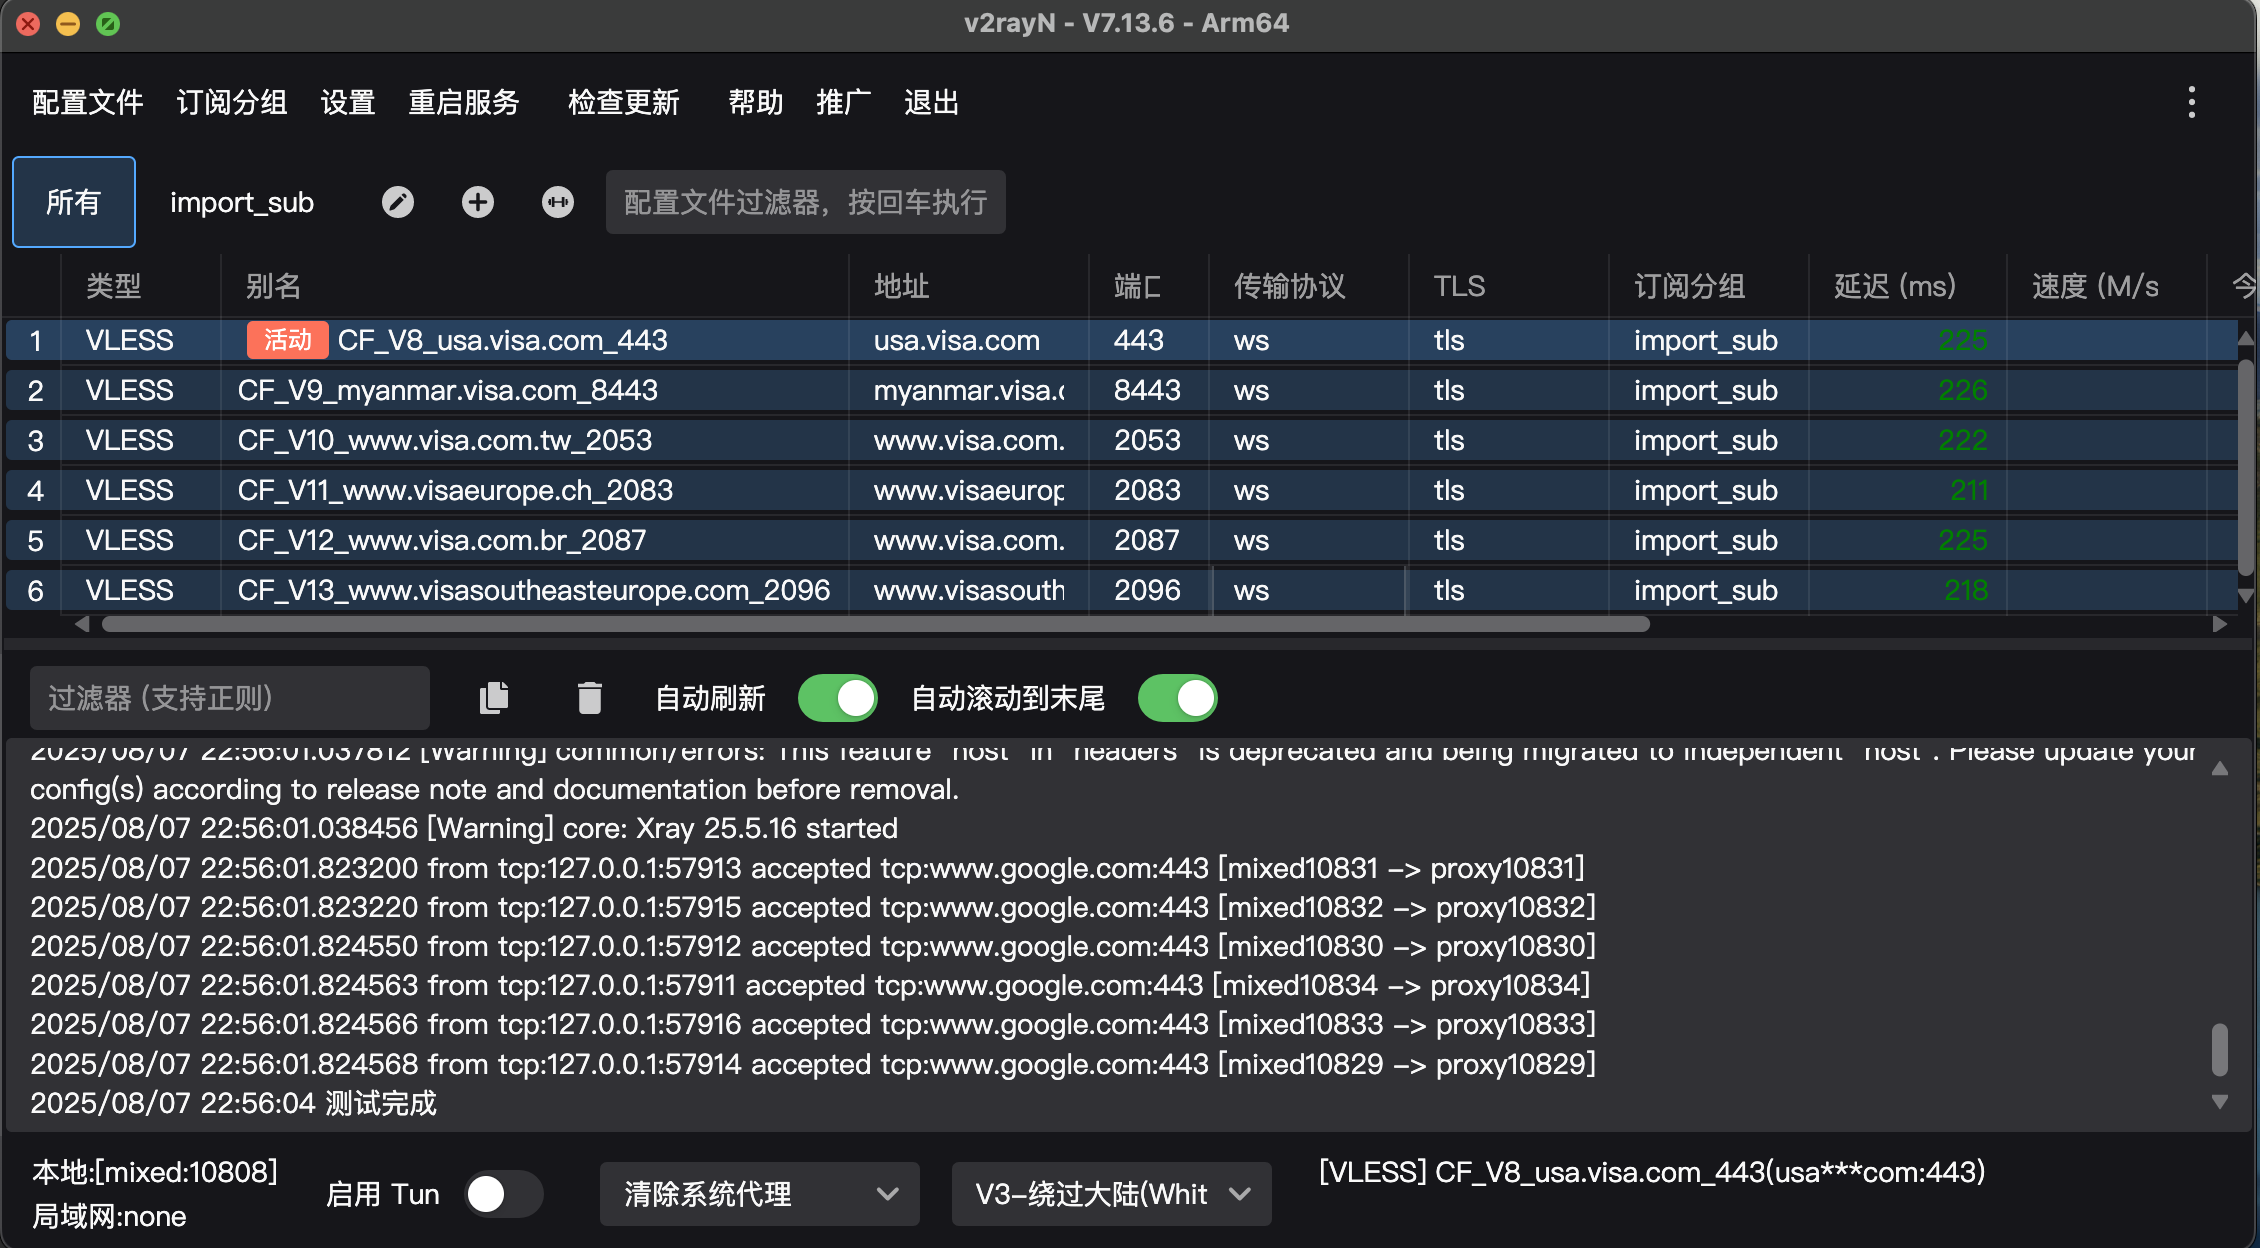 v2rayN - V7.13.6 - Arm64
配置文件 订阅分组 设置 重启服务 检查更新 帮助 推广 退出
所有 import_sub 配置文件过滤器，按回车执行
类型 别名 地址 端口 传输协议 TLS 订阅分组 延迟 (ms) 速度 (M/s 今
1 VLESS 活动 CF_V8_usa.visa.com_443 usa.visa.com 443 ws tls import_sub 225
2 VLESS CF_V9_myanmar.visa.com_8443 myanmar.visa.c 8443 ws tls import_sub 226
3 VLESS CF_V10_www.visa.com.tw_2053 www.visa.com. 2053 ws tls import_sub 222
4 VLESS CF_V11_www.visaeurope.ch_2083 www.visaeurop 2083 ws tls import_sub 211
5 VLESS CF_V12_www.visa.com.br_2087 www.visa.com. 2087 ws tls import_sub 225
6 VLESS CF_V13_www.visasoutheasteurope.com_2096 www.visasouth 2096 ws tls import_sub 218
过滤器 (支持正则) 自动刷新 自动滚动到末尾
2025/08/07 22:56:01.037812 [Warning] common/errors: This feature "host" in "headers" is deprecated and being migrated to independent "host". Please update your
config(s) according to release note and documentation before removal.
2025/08/07 22:56:01.038456 [Warning] core: Xray 25.5.16 started
2025/08/07 22:56:01.823200 from tcp:127.0.0.1:57913 accepted tcp:www.google.com:443 [mixed10831 -> proxy10831]
2025/08/07 22:56:01.823220 from tcp:127.0.0.1:57915 accepted tcp:www.google.com:443 [mixed10832 -> proxy10832]
2025/08/07 22:56:01.824550 from tcp:127.0.0.1:57912 accepted tcp:www.google.com:443 [mixed10830 -> proxy10830]
2025/08/07 22:56:01.824563 from tcp:127.0.0.1:57911 accepted tcp:www.google.com:443 [mixed10834 -> proxy10834]
2025/08/07 22:56:01.824566 from tcp:127.0.0.1:57916 accepted tcp:www.google.com:443 [mixed10833 -> proxy10833]
2025/08/07 22:56:01.824568 from tcp:127.0.0.1:57914 accepted tcp:www.google.com:443 [mixed10829 -> proxy10829]
2025/08/07 22:56:04 测试完成
本地:[mixed:10808]
局域网:none
启用 Tun 清除系统代理 V3-绕过大陆(Whit [VLESS] CF_V8_usa.visa.com_443(usa***com:443)